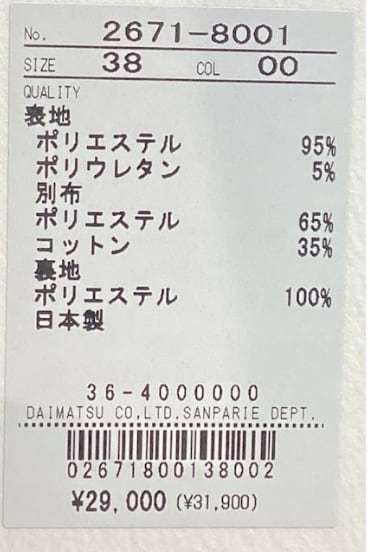 No. 2671-8001
SIZE 38 COL 00
QUALITY
表地
ポリエステル 95%
ポリウレタン 5%
別布
ポリエステル 65%
コットン 35%
裏地
ポリエステル 100%
日本製
36-4000000
DAIMATSU CO,LTD.SANPARIE DEPT.
02671800138002
¥29,000 (¥31,900)